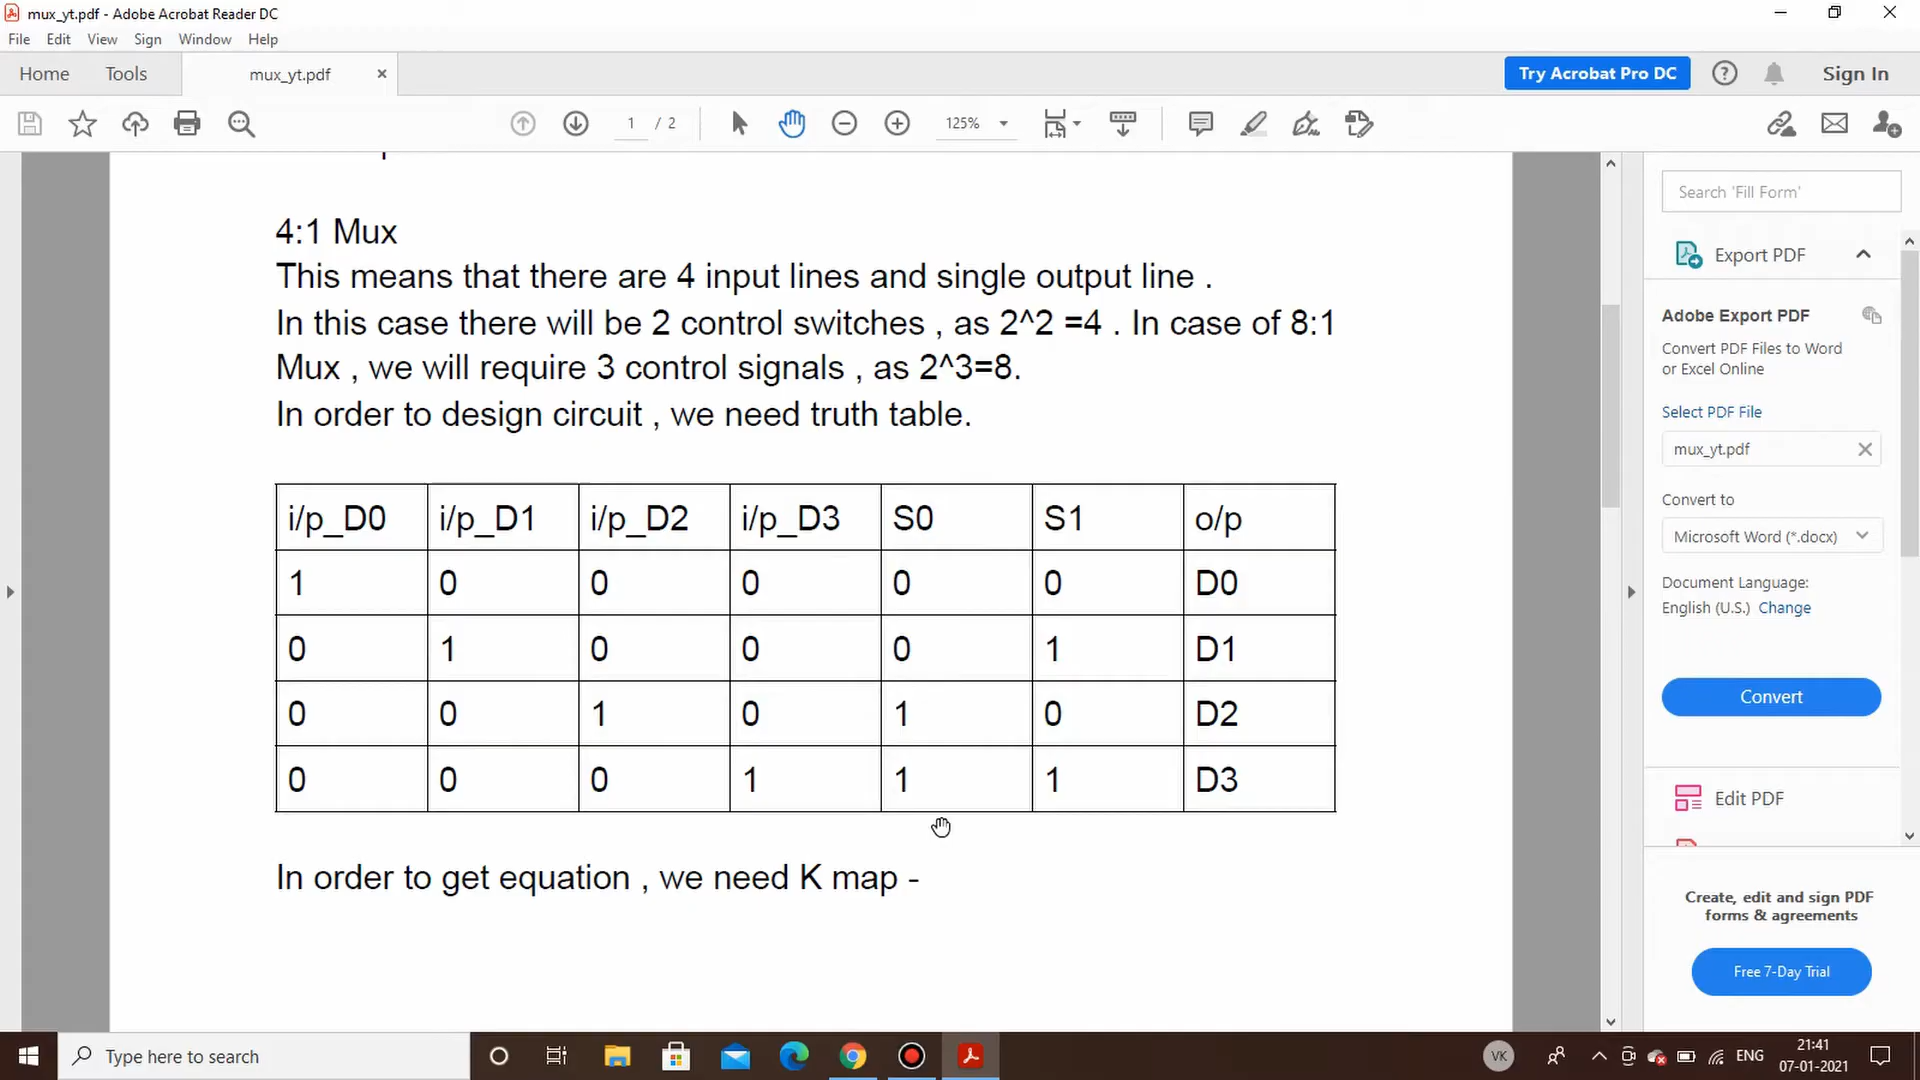 mux_yt.pdf - Adobe Acrobat Reader DC
File Edit View Sign Window Help
Home Tools mux_yt.pdf × Try Acrobat Pro DC Sign In
1 / 2 125%
4:1 Mux
This means that there are 4 input lines and single output line .
In this case there will be 2 control switches , as 2^2 =4 . In case of 8:1
Mux , we will require 3 control signals , as 2^3=8.
In order to design circuit , we need truth table.
i/p_D0 i/p_D1 i/p_D2 i/p_D3 S0 S1 o/p
1 0 0 0 0 0 D0
0 1 0 0 0 1 D1
0 0 1 0 1 0 D2
0 0 0 1 1 1 D3
In order to get equation , we need K map -
Search 'Fill Form'
Export PDF
Adobe Export PDF
Convert PDF Files to Word
or Excel Online
Select PDF File
mux_yt.pdf
Convert to
Microsoft Word (*.docx)
Document Language:
English (U.S.) Change
Convert
Edit PDF
Create, edit and sign PDF
forms & agreements
Free 7-Day Trial
Type here to search
VK
ENG
21:41
07-01-2021